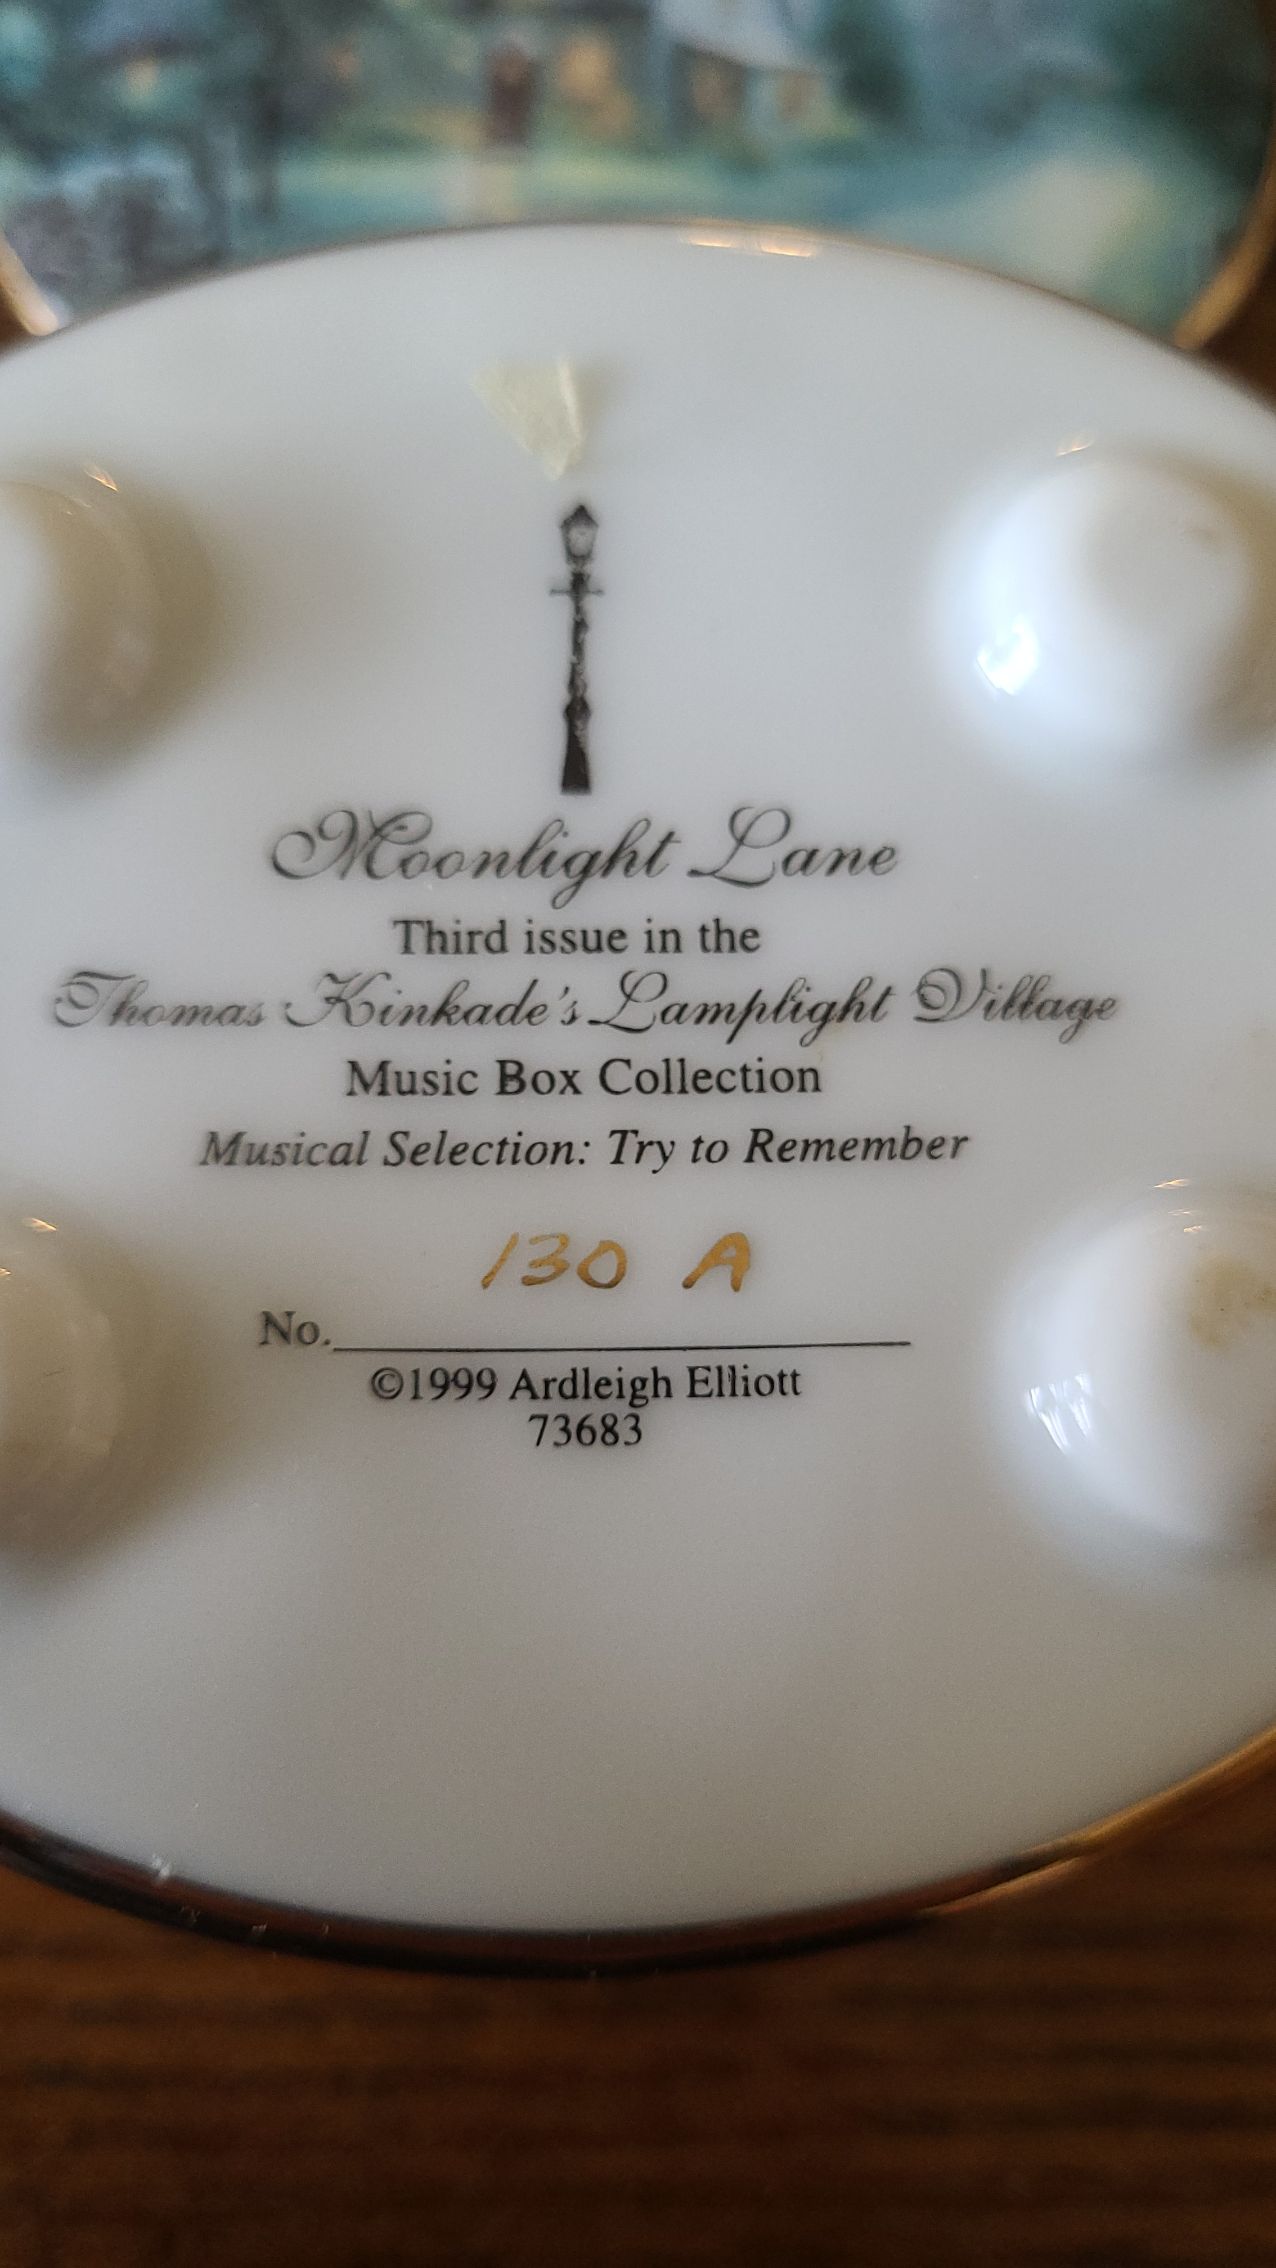 Moonlight Lane
Third issue in the
Thomas Kinkade's Lamplight Village
Music Box Collection
Musical Selection: Try to Remember
130 A
No.
©1999 Ardleigh Elliott
73683